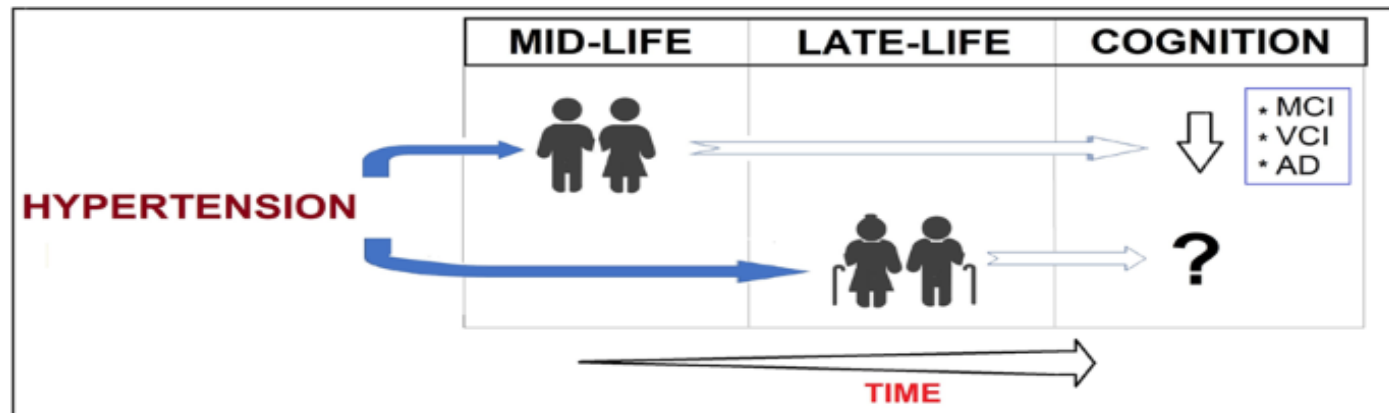 MID-LIFE LATE-LIFE COGNITION
* MCI
* VCI
* AD
HYPERTENSION
?
TIME